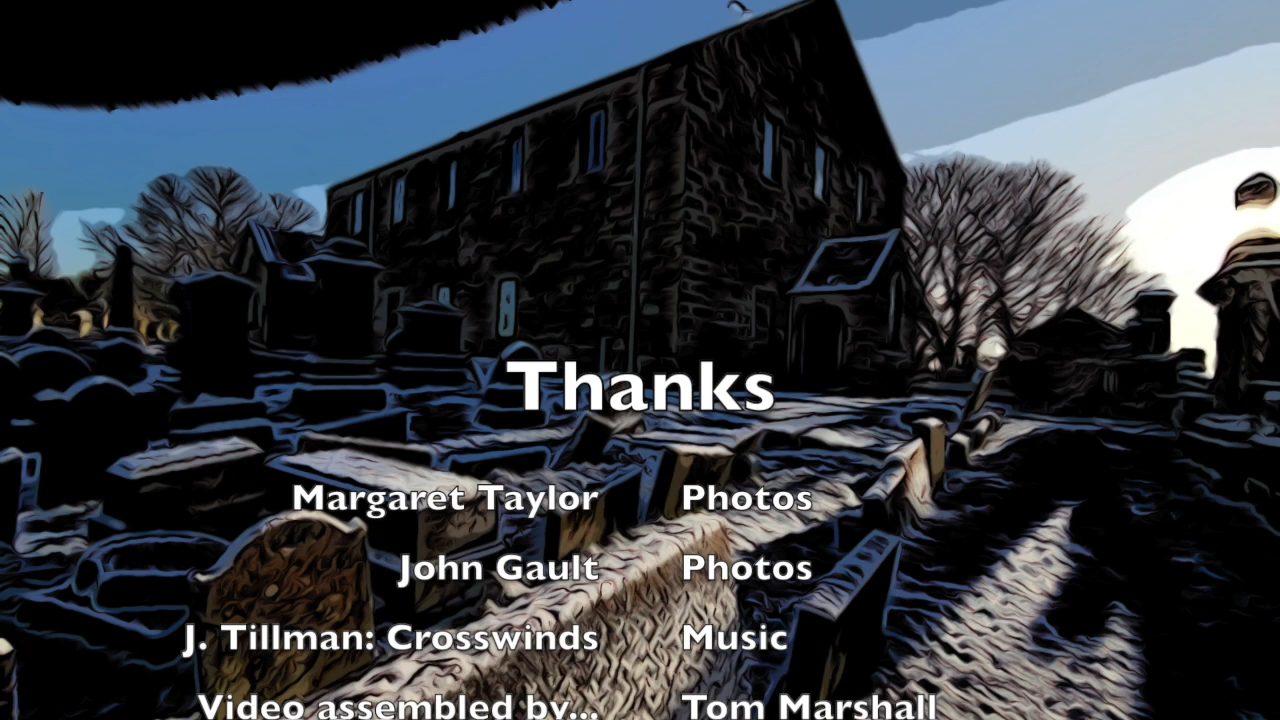 Thanks
Margaret Taylor Photos
John Gault Photos
J. Tillman: Crosswinds Music
Video assembled by... Tom Marshall